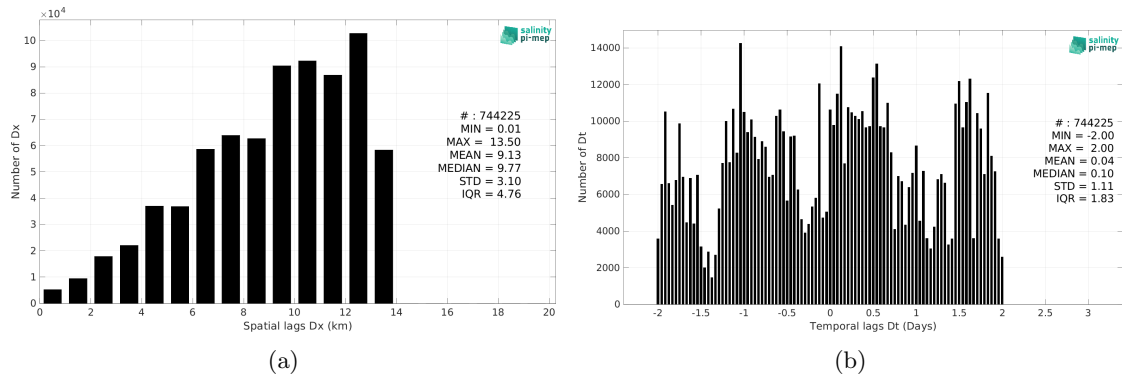 ×10⁴
salinity
pi-mep
10
9
8
7
6
5
4
3
2
1
0
Number of Dx
# : 744225
MIN = 0.01
MAX = 13.50
MEAN = 9.13
MEDIAN = 9.77
STD = 3.10
IQR = 4.76
0 2 4 6 8 10 12 14 16 18 20
Spatial lags Dx (km)
(a)
salinity
pi-mep
14000
12000
10000
8000
6000
4000
2000
0
Number of Dt
# : 744225
MIN = -2.00
MAX = 2.00
MEAN = 0.04
MEDIAN = 0.10
STD = 1.11
IQR = 1.83
-2 -1.5 -1 -0.5 0 0.5 1 1.5 2 2.5 3
Temporal lags Dt (Days)
(b)